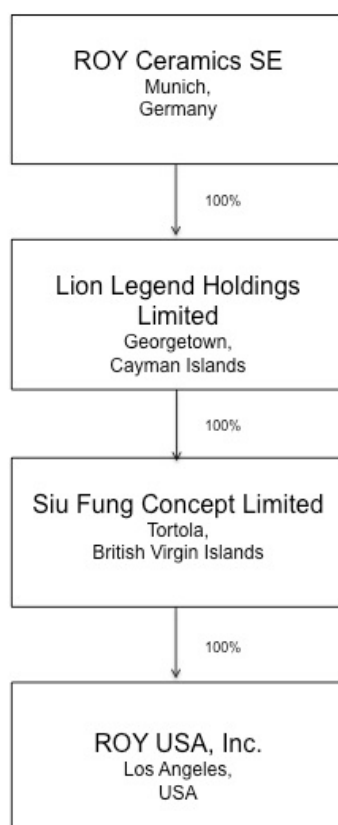 ROY Ceramics SE
Munich,
Germany
100%
Lion Legend Holdings
Limited
Georgetown,
Cayman Islands
100%
Siu Fung Concept Limited
Tortola,
British Virgin Islands
100%
ROY USA, Inc.
Los Angeles,
USA